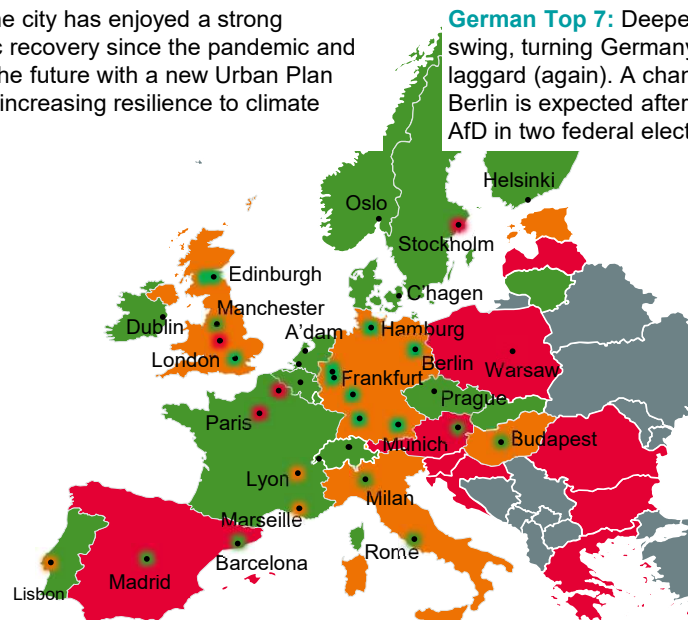 ne city has enjoyed a strong
c recovery since the pandemic and
he future with a new Urban Plan
increasing resilience to climate
German Top 7: Deepe
swing, turning Germany
laggard (again). A chan
Berlin is expected after
AfD in two federal elect
Helsinki
Oslo
Stockholm
Edinburgh
C'hagen
Manchester
Dublin
A'dam
Hamburg
London
Berlin
Frankfurt
Warsaw
Prague
Paris
Munich
Budapest
Lyon
Milan
Marseille
Rome
Barcelona
Madrid
Lisbon